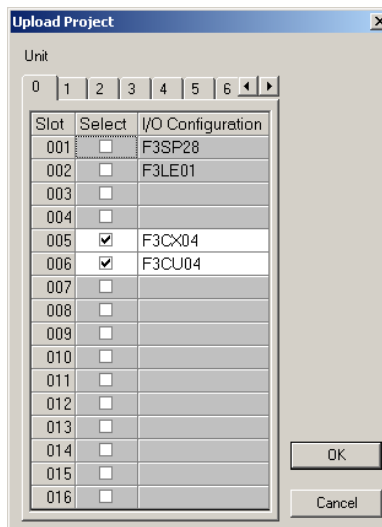 Upload Project
Unit
0 1 2 3 4 5 6
Slot Select I/O Configuration
001 F3SP28
002 F3LE01
003
004
005 F3CX04
006 F3CU04
007
008
009
010
011
012
013
014
015
016
OK
Cancel